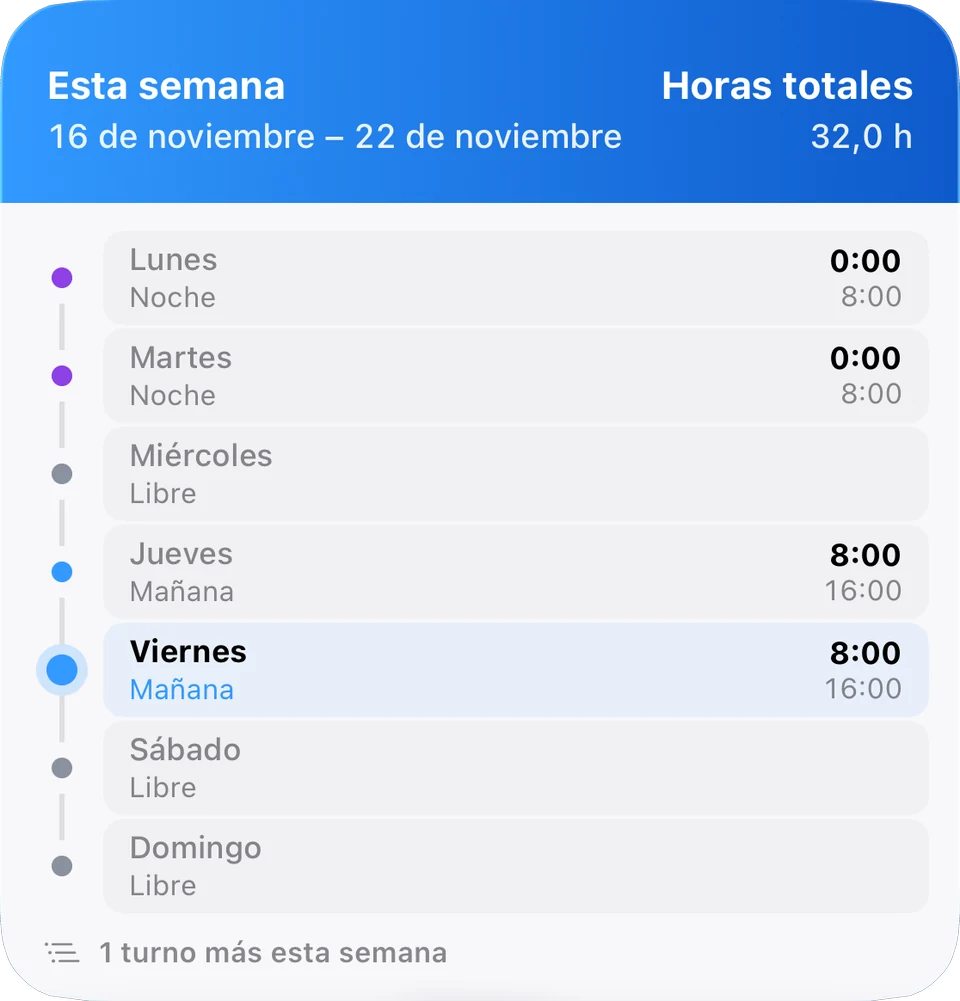 Esta semana
Horas totales
16 de noviembre – 22 de noviembre
32,0 h
Lunes
0:00
Noche
8:00
Martes
0:00
Noche
8:00
Miércoles
Libre
Jueves
8:00
Mañana
16:00
Viernes
8:00
Mañana
16:00
Sábado
Libre
Domingo
Libre
1 turno más esta semana